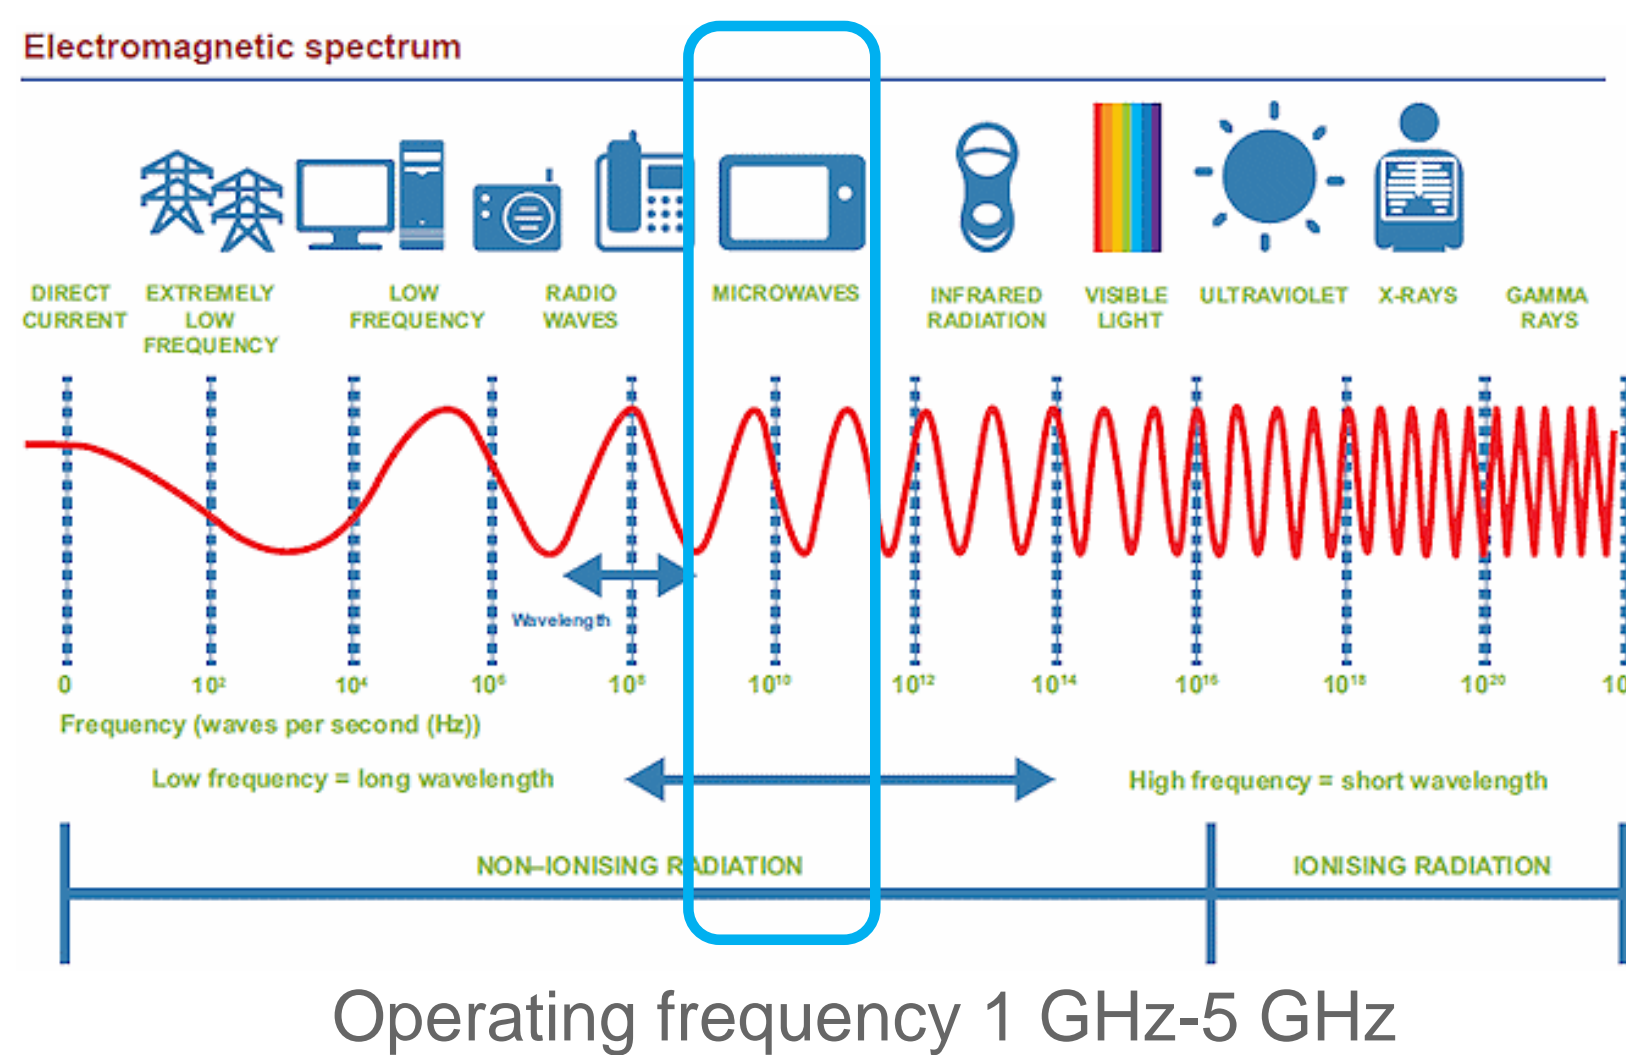 Electromagnetic spectrum
DIRECT
CURRENT
EXTREMELY
LOW
FREQUENCY
LOW
FREQUENCY
RADIO
WAVES
MICROWAVES
INFRARED
RADIATION
VISIBLE
LIGHT
ULTRAVIOLET
X-RAYS
GAMMA
RAYS
Wavelength
0 10² 10⁴ 10⁶ 10⁸ 10¹⁰ 10¹² 10¹⁴ 10¹⁶ 10¹⁸ 10²⁰
Frequency (waves per second (Hz))
Low frequency = long wavelength
High frequency = short wavelength
NON–IONISING RADIATION
IONISING RADIATION
Operating frequency 1 GHz-5 GHz